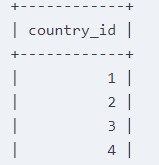 +------------+
| country_id |
+------------+
|          1 |
|          2 |
|          3 |
|          4 |